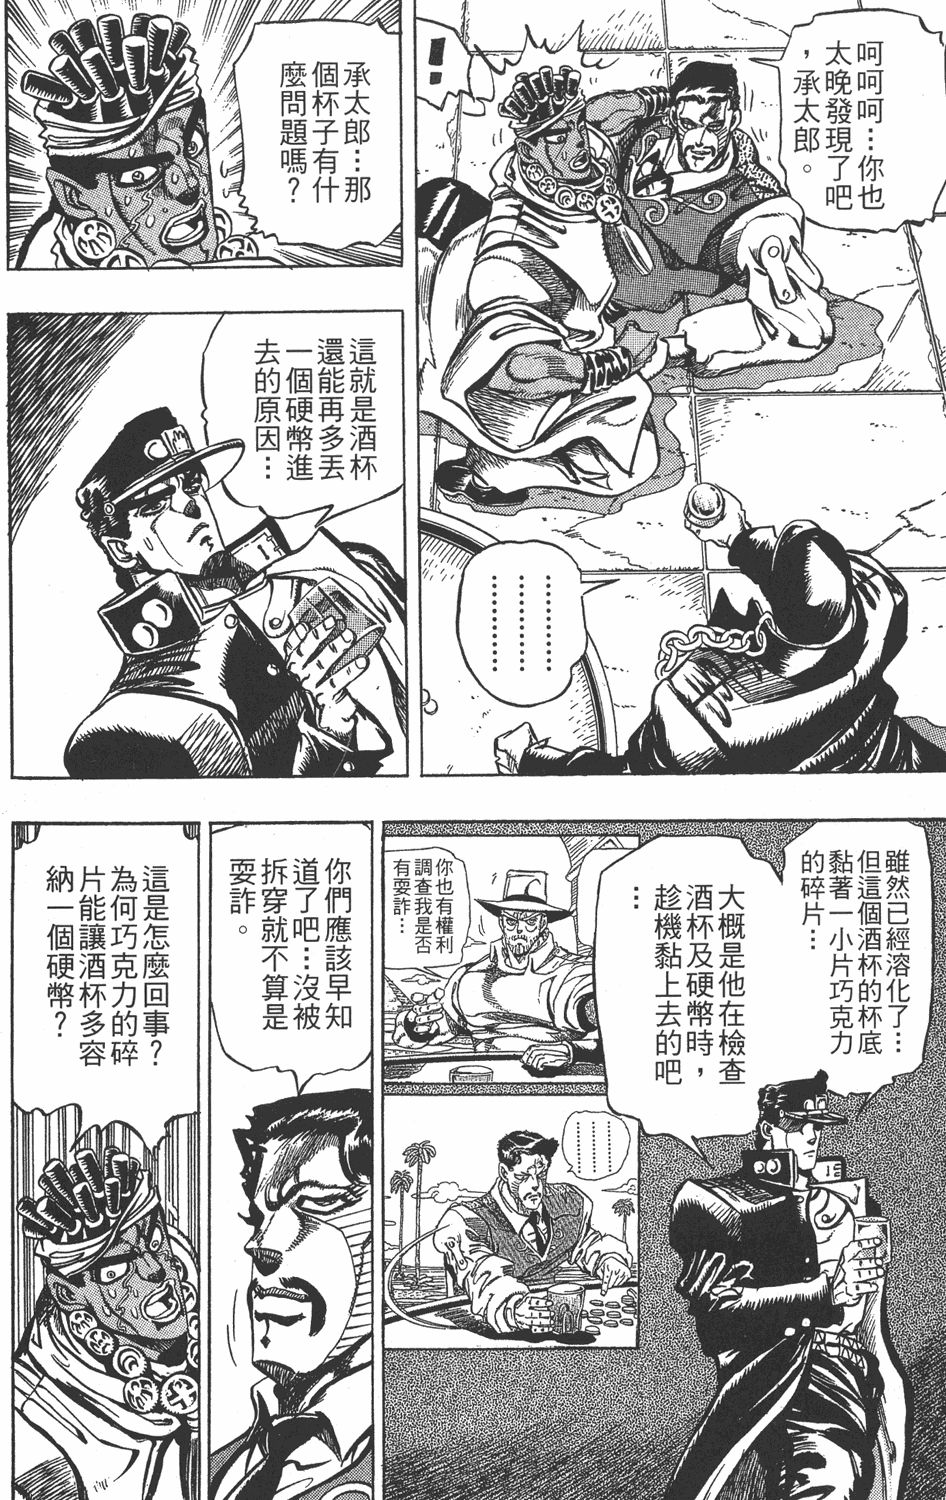 呵呵呵…你也
太晚發現了吧
，承太郎。
！
………
………
承太郎…那
個杯子有什
麼問題嗎？
這就是酒杯
還能再多丟
一個硬幣進
去的原因…
雖然已經溶化了…
但這個酒杯的杯底
黏著一小片巧克力
的碎片…
大概是他在檢查
酒杯及硬幣時，
趁機黏上去的吧
…
你也有權利
調查我是否
有耍詐…
………
………
你們應該早知
道了吧…沒被
拆穿就不算是
耍詐。
這是怎麼回事？
為何巧克力的碎
片能讓酒杯多容
納一個硬幣？